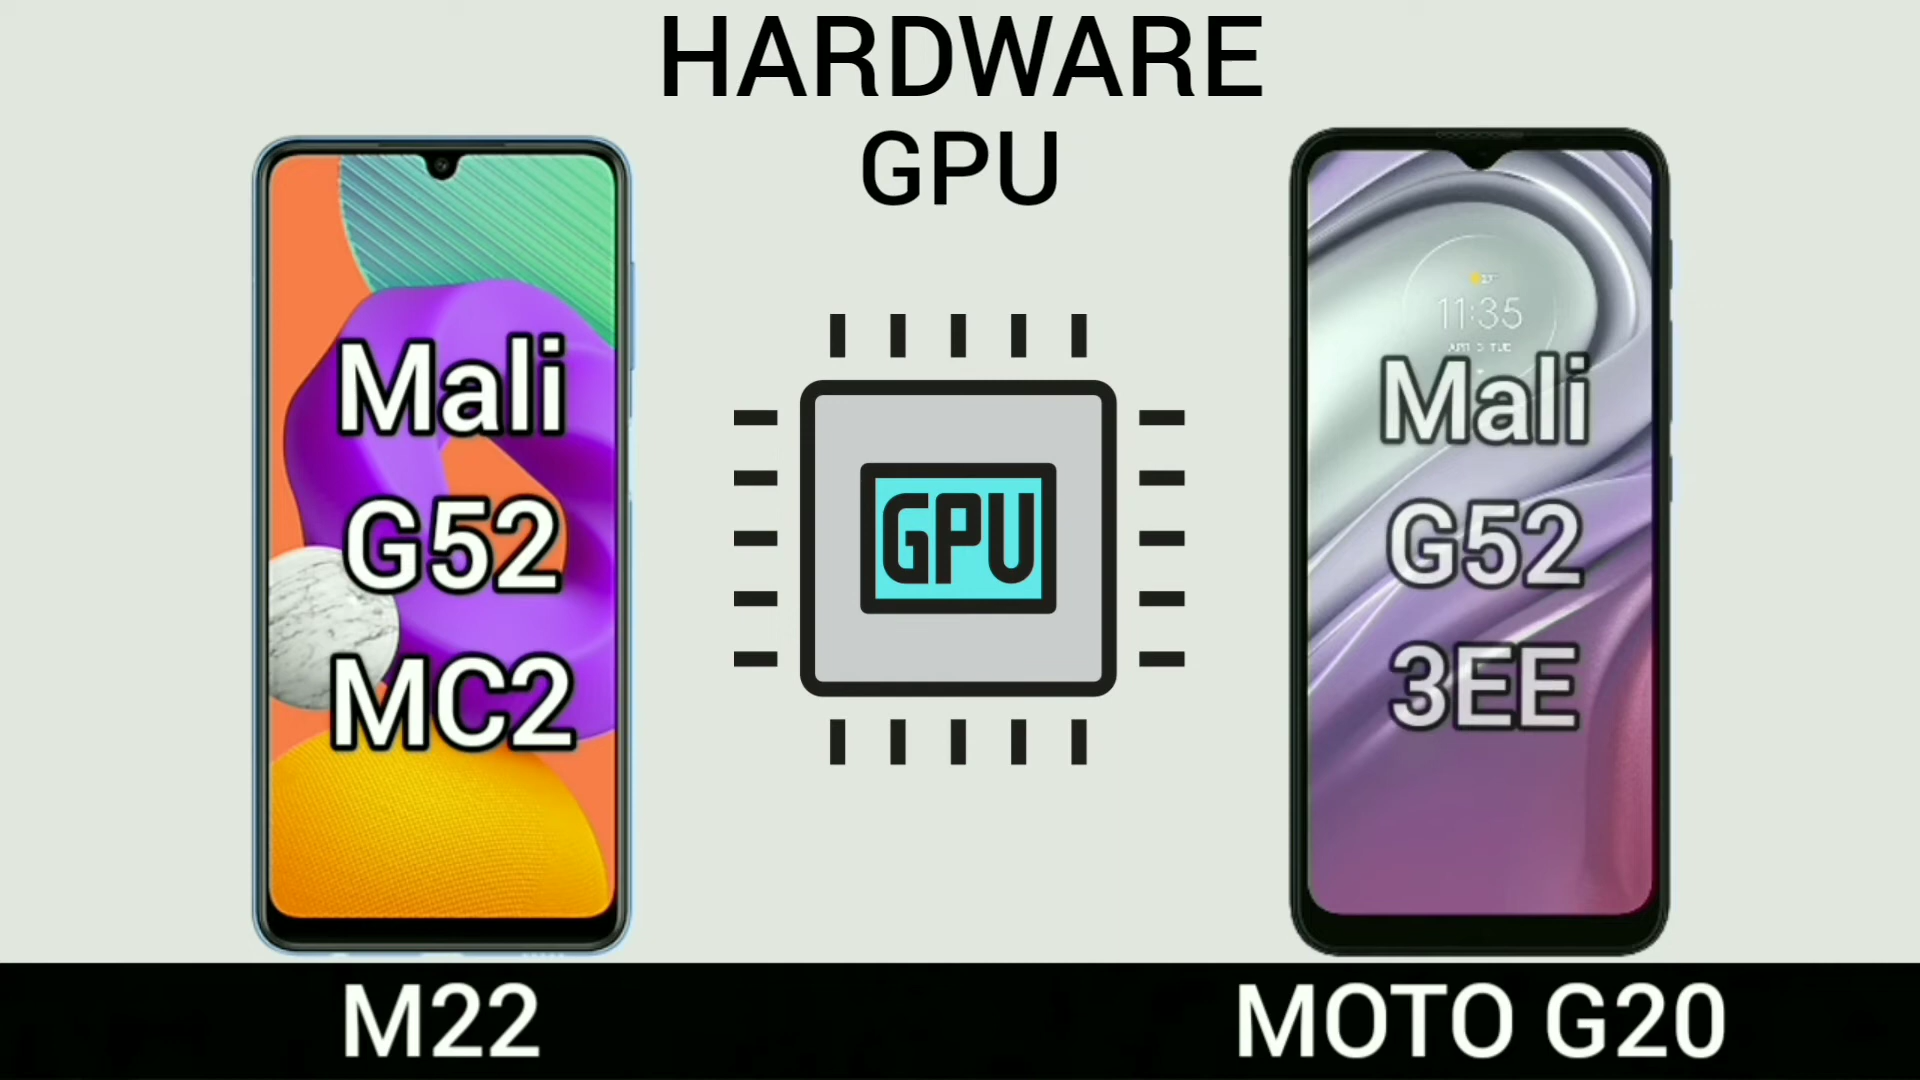 HARDWARE
GPU
Mali
G52
MC2
GPU
11:35
Mali
G52
3EE
M22
MOTO G20